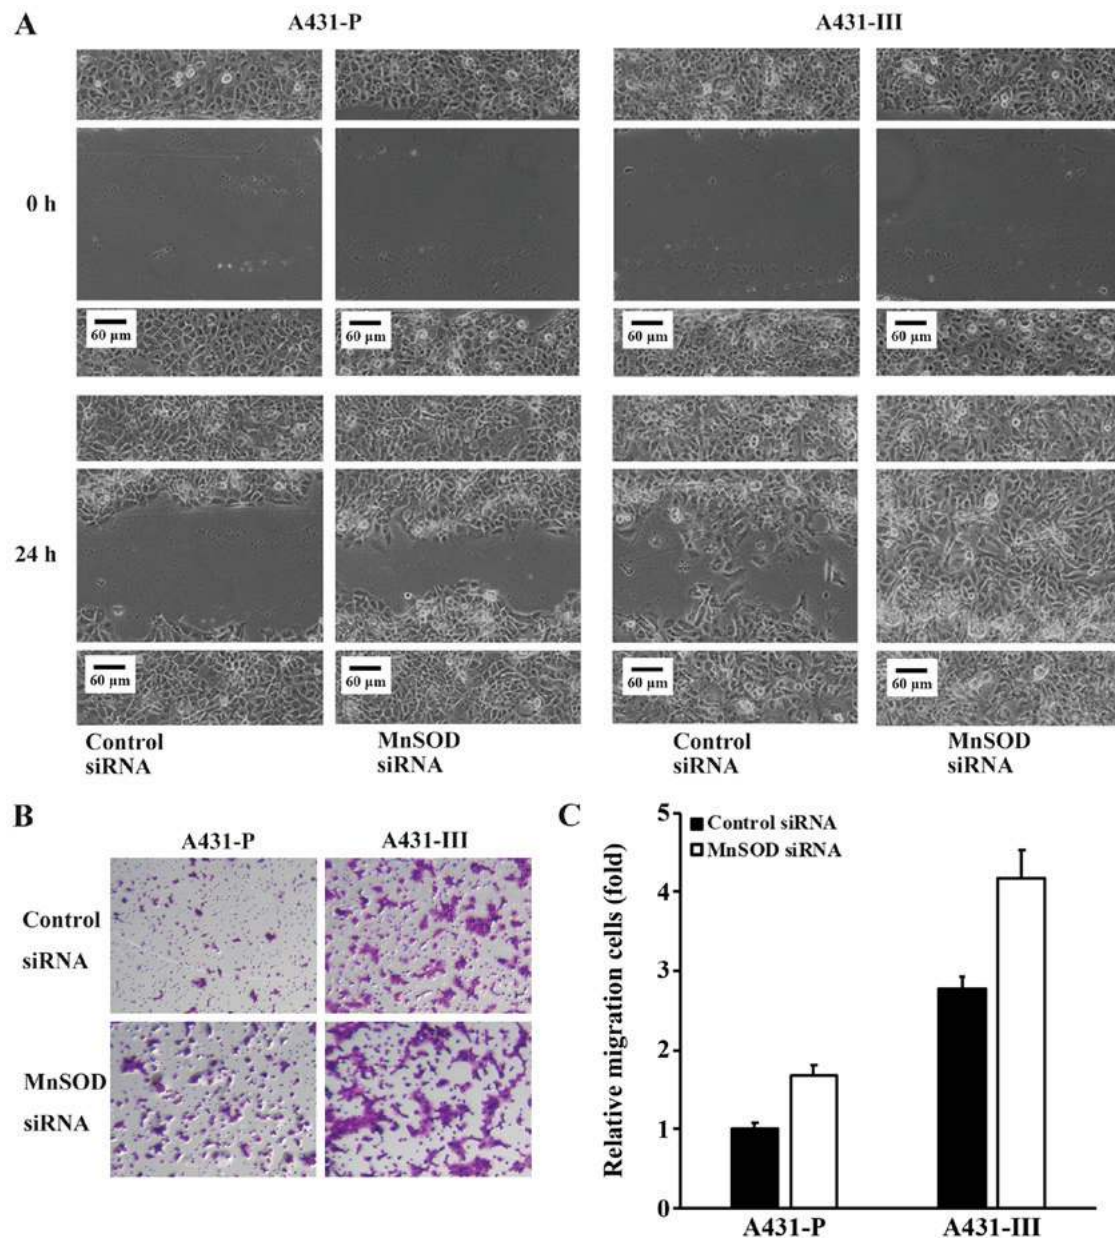 A
A431-P
A431-III
0 h
60 µm
60 µm
60 µm
60 µm
24 h
60 µm
60 µm
60 µm
60 µm
Control
siRNA
MnSOD
siRNA
Control
siRNA
MnSOD
siRNA
B
A431-P
A431-III
Control
siRNA
MnSOD
siRNA
C
Relative migration cells (fold)
5
4
3
2
1
0
Control siRNA
MnSOD siRNA
A431-P
A431-III